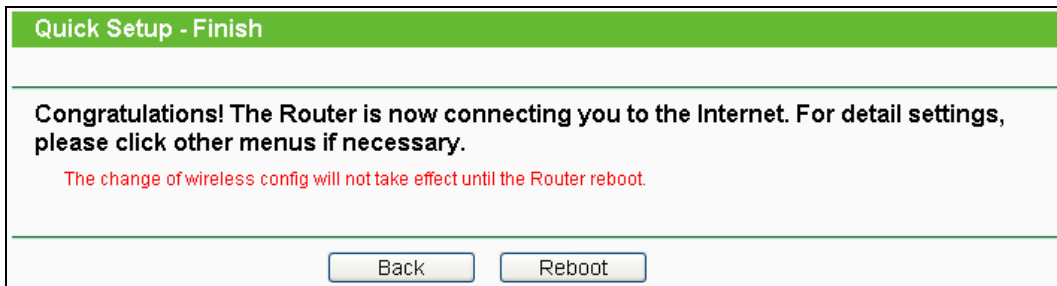 Quick Setup - Finish
Congratulations! The Router is now connecting you to the Internet. For detail settings,
please click other menus if necessary.
The change of wireless config will not take effect until the Router reboot.
Back Reboot